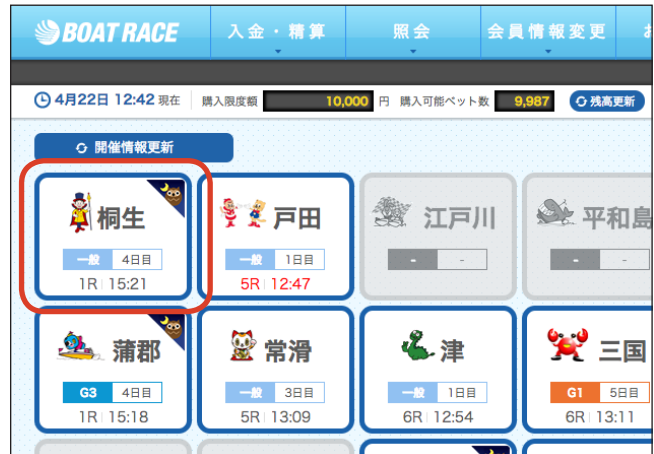 BOAT RACE 入金・精算 照会 会員情報変更
4月22日 12:42 現在 購入限度額 10,000 円 購入可能ベット数 9,987 残高更新
開催情報更新
桐生 戸田 江戸川 平和島
一般 4日目 一般 1日目 - - - -
1R 15:21 5R 12:47
蒲郡 常滑 津 三国
G3 4日目 一般 3日目 一般 1日目 G1 5日目
1R 15:18 5R 13:09 6R 12:54 6R 13:11